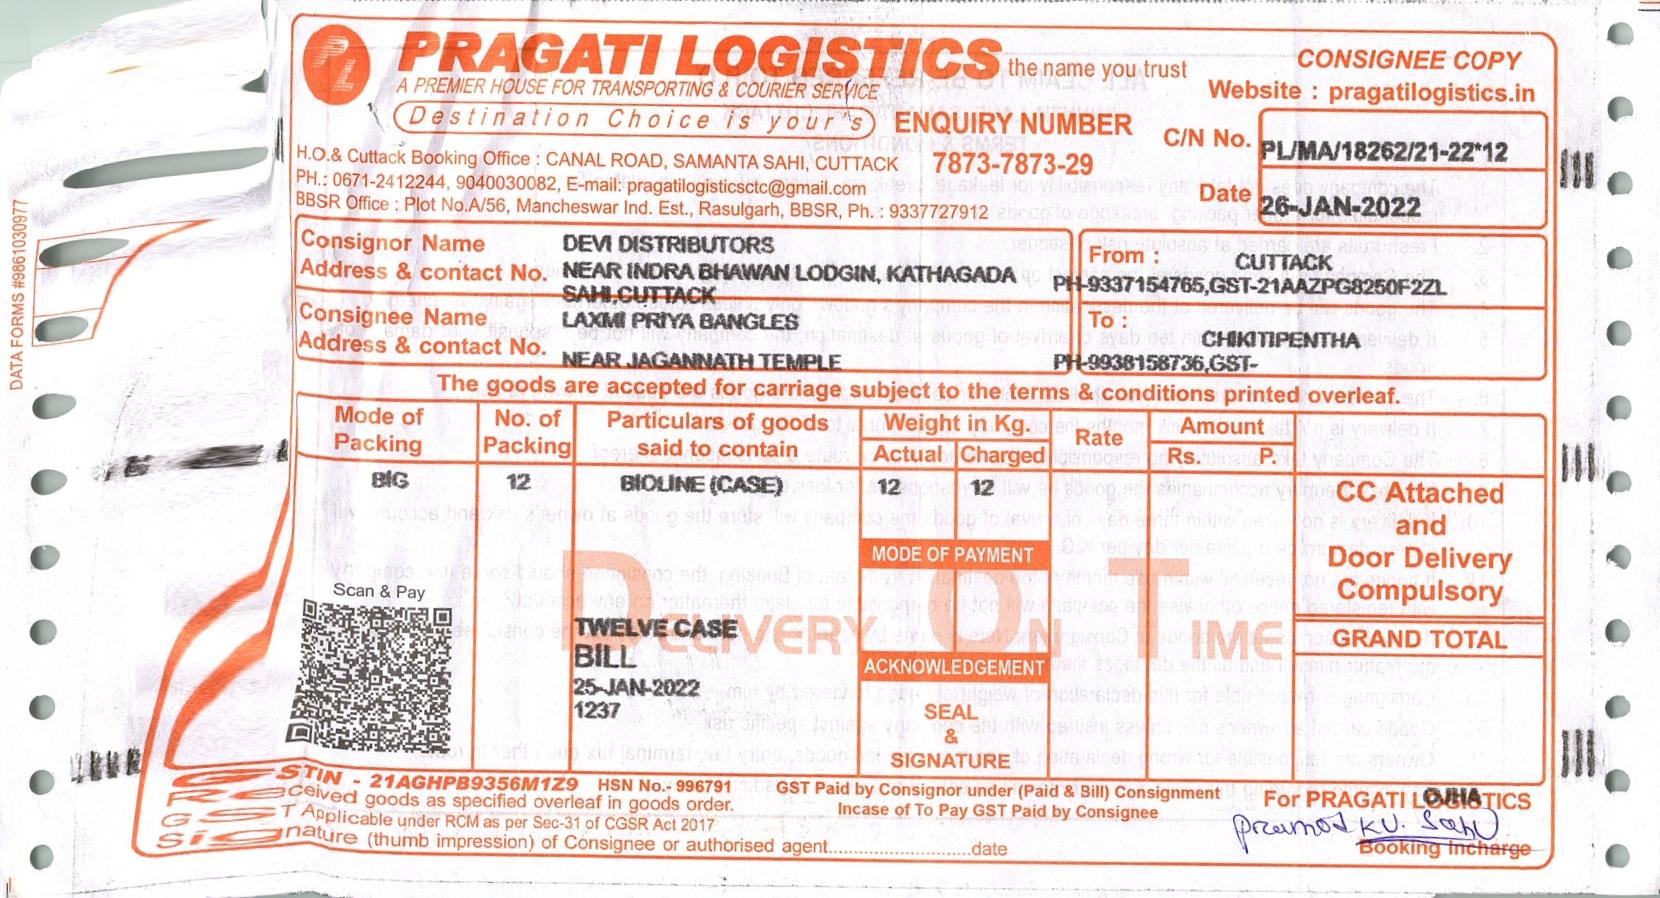 PL
PRAGATI LOGISTICS the name you trust
A PREMIER HOUSE FOR TRANSPORTING & COURIER SERVICE
Destination Choice is your's
CONSIGNEE COPY
Website : pragatilogistics.in
ENQUIRY NUMBER
7873-7873-29
C/N No. PL/MA/18262/21-22*12
Date 26-JAN-2022
H.O.& Cuttack Booking Office : CANAL ROAD, SAMANTA SAHI, CUTTACK
PH.: 0671-2412244, 9040030082, E-mail: pragatilogisticsctc@gmail.com
BBSR Office : Plot No.A/56, Mancheswar Ind. Est., Rasulgarh, BBSR, Ph. : 9337727912
DATA FORMS #9861030977
Consignor Name DEVI DISTRIBUTORS
Address & contact No. NEAR INDRA BHAWAN LODGIN, KATHAGADA
SAHI,CUTTACK
From : CUTTACK
PH-9337154765,GST-21AAZPG8250F2ZL
Consignee Name LAXMI PRIYA BANGLES
Address & contact No. NEAR JAGANNATH TEMPLE
To : CHIKITIPENTHA
PH-9938158736,GST-
The goods are accepted for carriage subject to the terms & conditions printed overleaf.
Mode of Packing
No. of Packing
Particulars of goods said to contain
Weight in Kg.
Actual Charged
Rate
Amount
Rs. P.
BIG 12 BIOLINE (CASE) 12 12
CC Attached
and
Door Delivery
Compulsory
GRAND TOTAL
MODE OF PAYMENT
DELIVERY ON TIME
Scan & Pay
TWELVE CASE
BILL
25-JAN-2022
1237
ACKNOWLEDGEMENT
SEAL
&
SIGNATURE
GSTIN - 21AGHPB9356M1Z9 HSN No.- 996791 GST Paid by Consignor under (Paid & Bill) Consignment
Received goods as specified overleaf in goods order. Incase of To Pay GST Paid by Consignee
GST Applicable under RCM as per Sec-31 of CGSR Act 2017
Signature (thumb impression) of Consignee or authorised agent..............................date
For PRAGATI LOGISTICS
OJHA
Pramod KU. Sahu
Booking Incharge